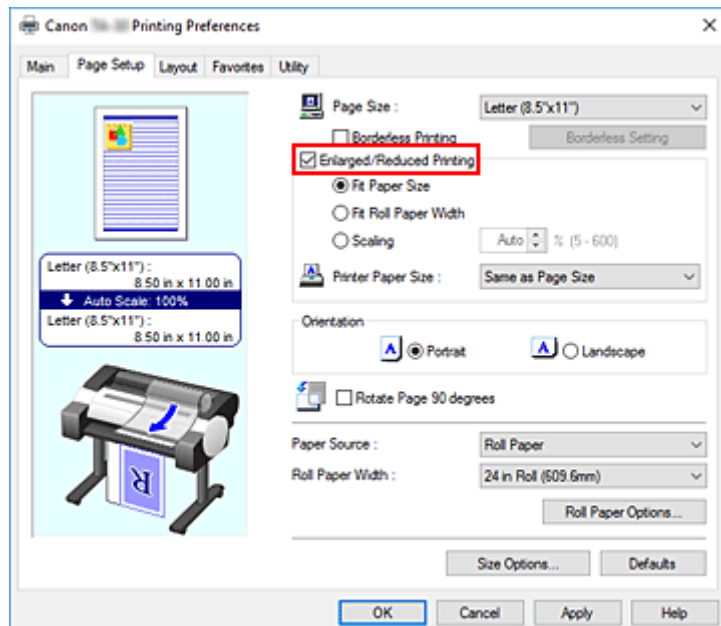 Canon Printing Preferences
Main Page Setup Layout Favorites Utility
Page Size : Letter (8.5"x11")
Borderless Printing Borderless Setting
Enlarged/Reduced Printing
Fit Paper Size
Fit Roll Paper Width
Scaling Auto % (5 - 600)
Printer Paper Size : Same as Page Size
Letter (8.5"x11") :
8.50 in x 11.00 in
Auto Scale: 100%
Letter (8.5"x11") :
8.50 in x 11.00 in
Orientation
A Portrait A Landscape
Rotate Page 90 degrees
Paper Source : Roll Paper
Roll Paper Width : 24 in Roll (609.6mm)
Roll Paper Options...
R
Size Options... Defaults
OK Cancel Apply Help